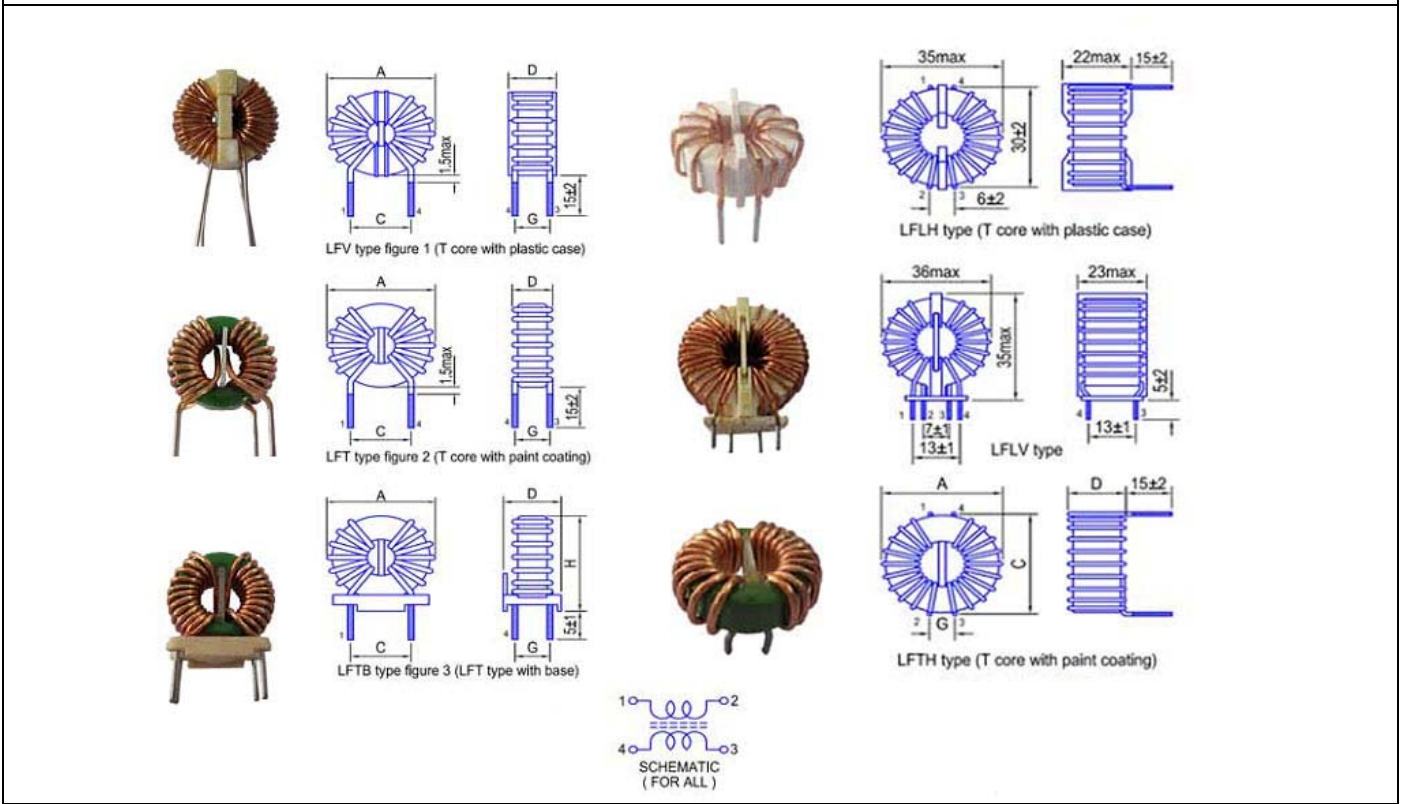 A
D
1.5max
15±2
1
4
4
3
C
G
LFV type figure 1 (T core with plastic case)
35max
22max
15±2
1
4
30±2
2
3
6±2
LFLH type (T core with plastic case)
A
D
1.5max
15±2
1
4
4
3
C
G
LFT type figure 2 (T core with paint coating)
36max
23max
35max
5±2
1
2
3
4
4
3
7±1
13±1
13±1
LFLV type
A
D
H
5±1
1
4
C
G
LFTB type figure 3 (LFT type with base)
A
D
15±2
1
4
C
2
G
3
LFTH type (T core with paint coating)
1
2
4
3
SCHEMATIC
( FOR ALL )